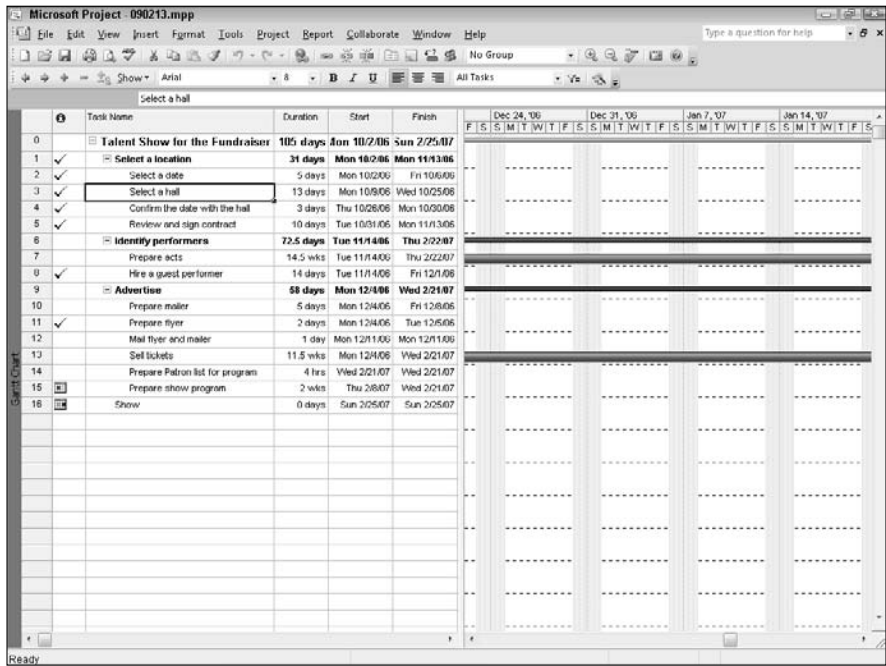 Microsoft Project - 090213.mpp
File Edit View Insert Format Tools Project Report Collaborate Window Help Type a question for help
No Group
Show Arial 8 B I U All Tasks
Select a hall
Task Name Duration Start Finish Dec 24, '06 Dec 31, '06 Jan 7, '07 Jan 14, '07
F S S M T W T F S S M T W T F S S M T W T F S S M T W T F S
0 Talent Show for the Fundraiser 105 days Mon 10/2/06 Sun 2/25/07
1 Select a location 31 days Mon 10/2/06 Mon 11/13/06
2 Select a date 5 days Mon 10/2/06 Fri 10/6/06
3 Select a hall 13 days Mon 10/9/06 Wed 10/25/06
4 Confirm the date with the hall 3 days Thu 10/26/06 Mon 10/30/06
5 Review and sign contract 10 days Tue 10/31/06 Mon 11/13/06
6 Identify performers 72.5 days Tue 11/14/06 Thu 2/22/07
7 Prepare acts 14.5 wks Tue 11/14/06 Thu 2/22/07
8 Hire a guest performer 14 days Tue 11/14/06 Fri 12/1/06
9 Advertise 58 days Mon 12/4/06 Wed 2/21/07
10 Prepare mailer 5 days Mon 12/4/06 Fri 12/8/06
11 Prepare flyer 2 days Mon 12/4/06 Tue 12/5/06
12 Mail flyer and mailer 1 day Mon 12/11/06 Mon 12/11/06
13 Sell tickets 11.5 wks Mon 12/4/06 Wed 2/21/07
14 Prepare Patron list for program 4 hrs Wed 2/21/07 Wed 2/21/07
15 Prepare show program 2 wks Thu 2/8/07 Wed 2/21/07
16 Show 0 days Sun 2/25/07 Sun 2/25/07
Gantt Chart
Ready